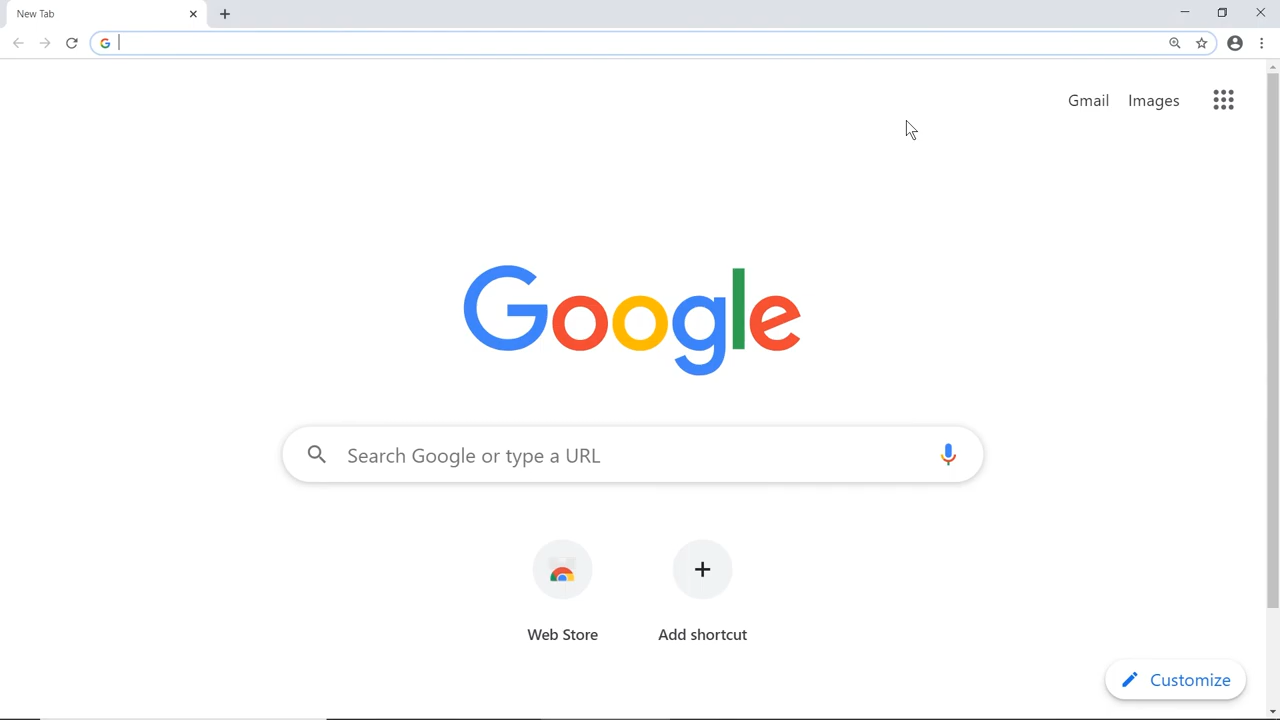 New Tab
Gmail Images
Google
Search Google or type a URL
Web Store Add shortcut
Customize